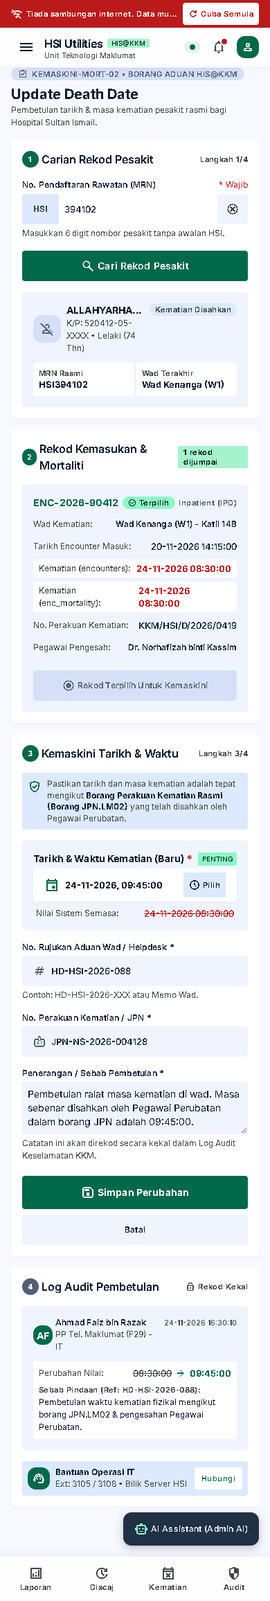 Tiada sambungan internet. Data mu...
Cuba Semula
HSI Utilities HIS@KKM
Unit Teknologi Maklumat
KEMASKINI-MORT-02 • BORANG ADUAN HIS@KKM
Update Death Date
Pembetulan tarikh & masa kematian pesakit rasmi bagi
Hospital Sultan Ismail.
1 Carian Rekod Pesakit Langkah 1/4
No. Pendaftaran Rawatan (MRN) * Wajib
HSI 394102
Masukkan 6 digit nombor pesakit tanpa awalan HSI.
Cari Rekod Pesakit
ALLAHYARHA... Kematian Disahkan
K/P: 520412-05-
XXXX • Lelaki (74
Thn)
MRN Rasmi
HSI394102
Wad Terakhir
Wad Kenanga (W1)
2 Rekod Kemasukan &
Mortaliti
1 rekod
dijumpai
ENC-2026-90412 Terpilih Inpatient (IPD)
Wad Kematian: Wad Kenanga (W1) - Katil 14B
Tarikh Encounter Masuk: 20-11-2026 14:15:00
Kematian (encounters): 24-11-2026 08:30:00
Kematian
(enc_mortality):
24-11-2026
08:30:00
No. Perakuan Kematian: KKM/HSI/D/2026/0419
Pegawai Pengesah: Dr. Norhafizah binti Kassim
Rekod Terpilih Untuk Kemaskini
3 Kemaskini Tarikh & Waktu Langkah 3/4
Pastikan tarikh dan masa kematian adalah tepat
mengikut Borang Perakuan Kematian Rasmi
(Borang JPN.LM02) yang telah disahkan oleh
Pegawai Perubatan.
Tarikh & Waktu Kematian (Baru) * PENTING
24-11-2026, 09:45:00 Pilih
Nilai Sistem Semasa: 24-11-2026 08:30:00
No. Rujukan Aduan Wad / Helpdesk *
# HD-HSI-2026-088
Contoh: HD-HSI-2026-XXX atau Memo Wad.
No. Perakuan Kematian / JPN *
JPN-NS-2026-004128
Penerangan / Sebab Pembetulan *
Pembetulan ralat masa kematian di wad. Masa
sebenar disahkan oleh Pegawai Perubatan
dalam borang JPN adalah 09:45:00.
Catatan ini akan direkod secara kekal dalam Log Audit
Keselamatan KKM.
Simpan Perubahan
Batal
4 Log Audit Pembetulan Rekod Kekal
AF Ahmad Faiz bin Razak 24-11-2026 16:30:10
PP Tel. Maklumat (F29) -
IT
Perubahan Nilai: 08:30:00 → 09:45:00
Sebab Pindaan (Ref: HD-HSI-2026-088):
Pembetulan waktu kematian fizikal mengikut
borang JPN.LM02 & pengesahan Pegawai
Perubatan.
Bantuan Operasi IT
Ext: 3105 / 3108 • Bilik Server HSI
Hubungi
AI Assistant (Admin AI)
Laporan Discaj Kematian Audit